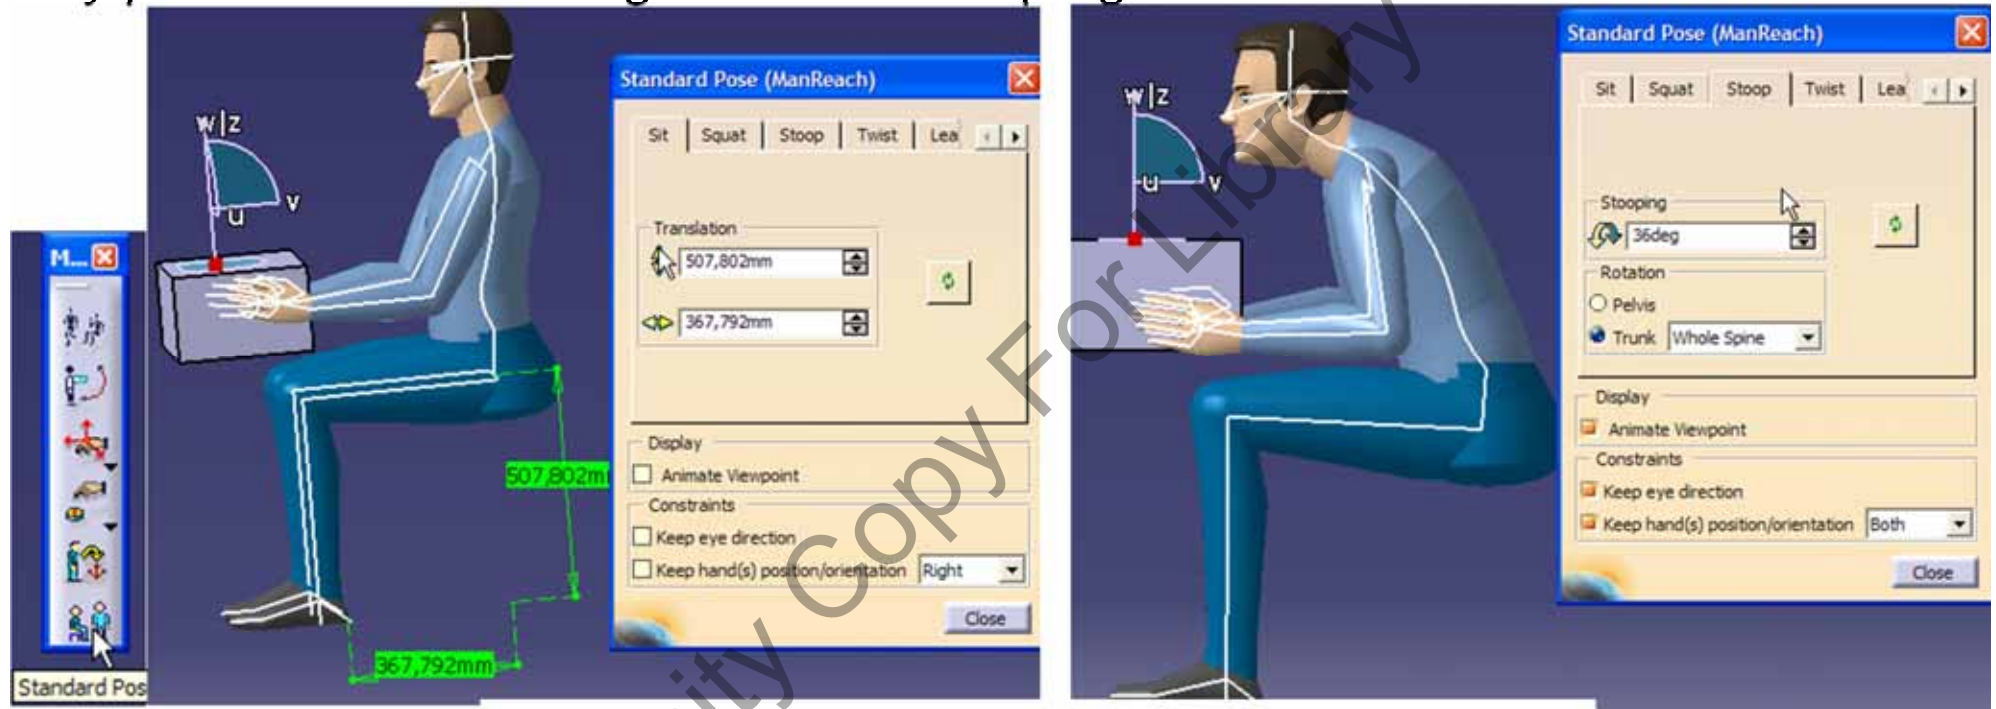 M...
Standard Pos
w|z
u
v
507,802m
367,792mm
Standard Pose (ManReach)
Sit
Squat
Stoop
Twist
Lea
Translation
507,802mm
367,792mm
Display
Animate Viewpoint
Constraints
Keep eye direction
Keep hand(s) position/orientation Right
Close
w|z
u
v
Standard Pose (ManReach)
Sit
Squat
Stoop
Twist
Lea
Stooping
36deg
Rotation
Pelvis
Trunk Whole Spine
Display
Animate Viewpoint
Constraints
Keep eye direction
Keep hand(s) position/orientation Both
Close
ity Copy For Library